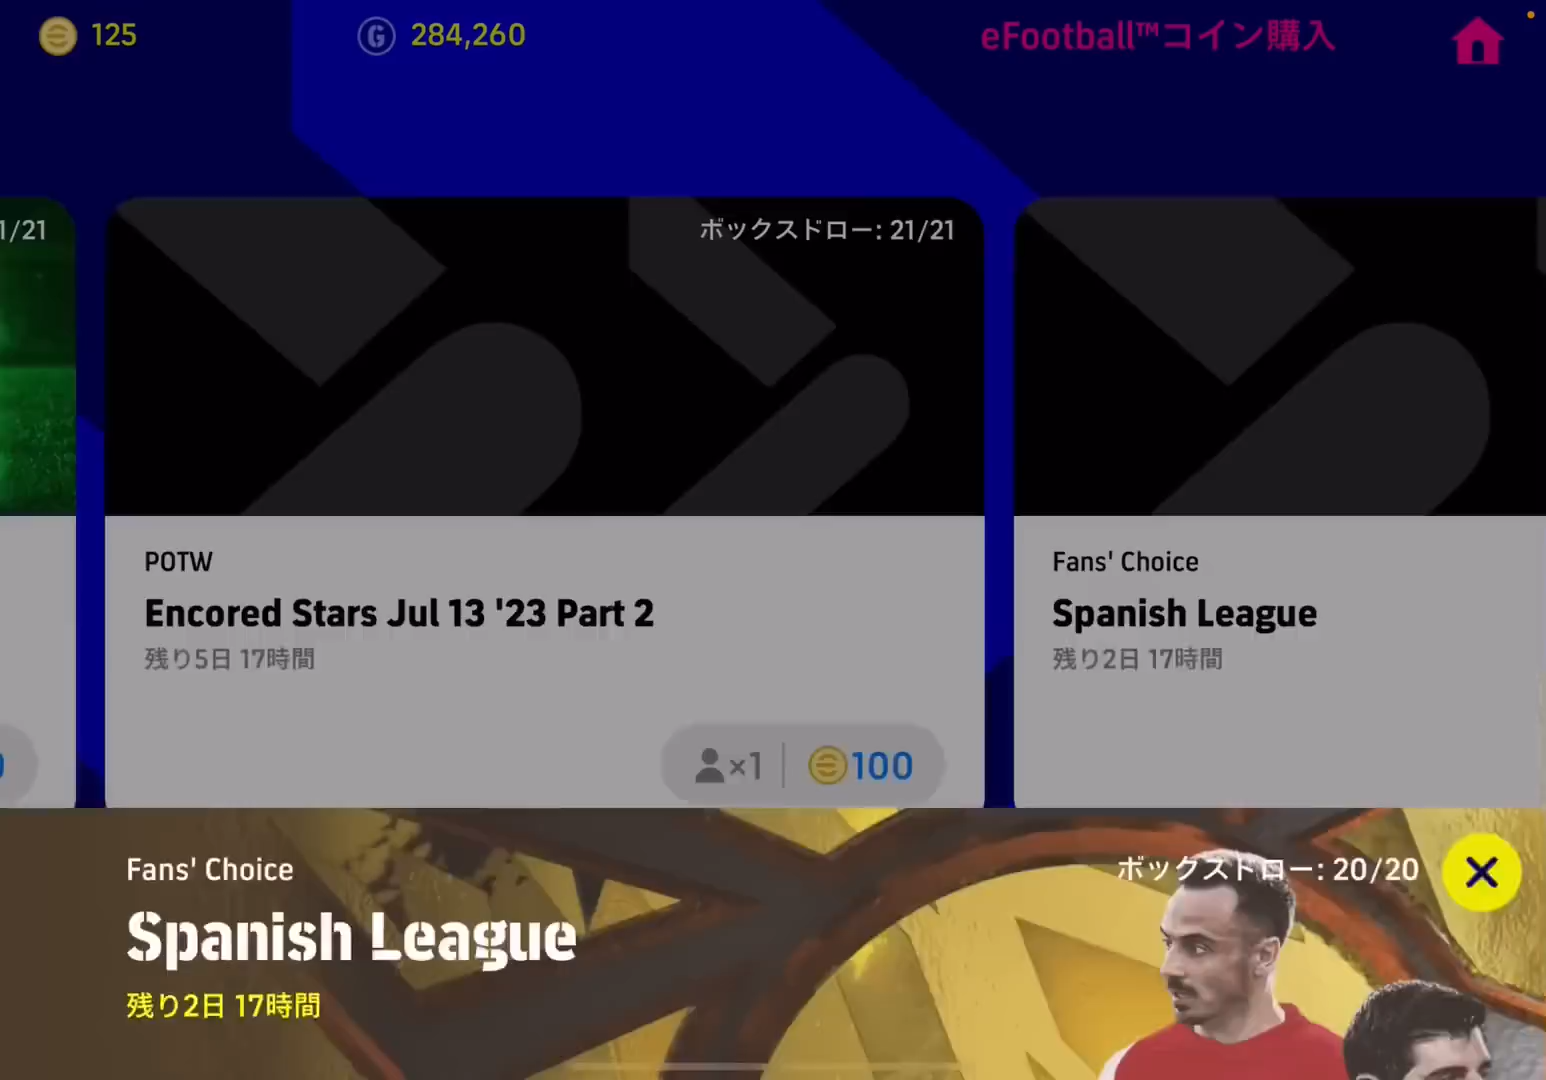 125
284,260
eFootball™コイン購入
1/21
ボックスドロー: 21/21
POTW
Encored Stars Jul 13 '23 Part 2
残り5日 17時間
×1
100
Fans' Choice
Spanish League
残り2日 17時間
Fans' Choice
ボックスドロー: 20/20
Spanish League
残り2日 17時間